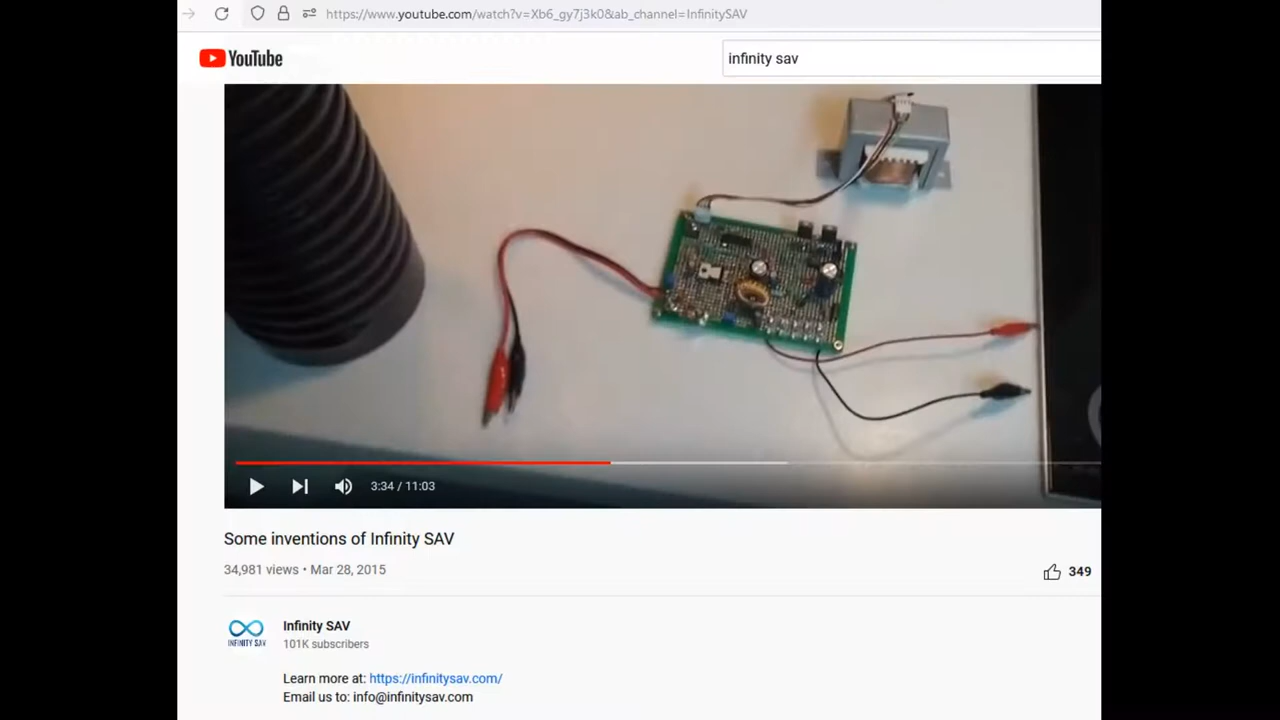 https://www.youtube.com/watch?v=Xb6_gy7j3k0&ab_channel=InfinitySAV
YouTube
infinity sav
3:34 / 11:03
Some inventions of Infinity SAV
34,981 views • Mar 28, 2015
349
INFINITY SAV
Infinity SAV
101K subscribers
Learn more at: https://infinitysav.com/
Email us to: info@infinitysav.com